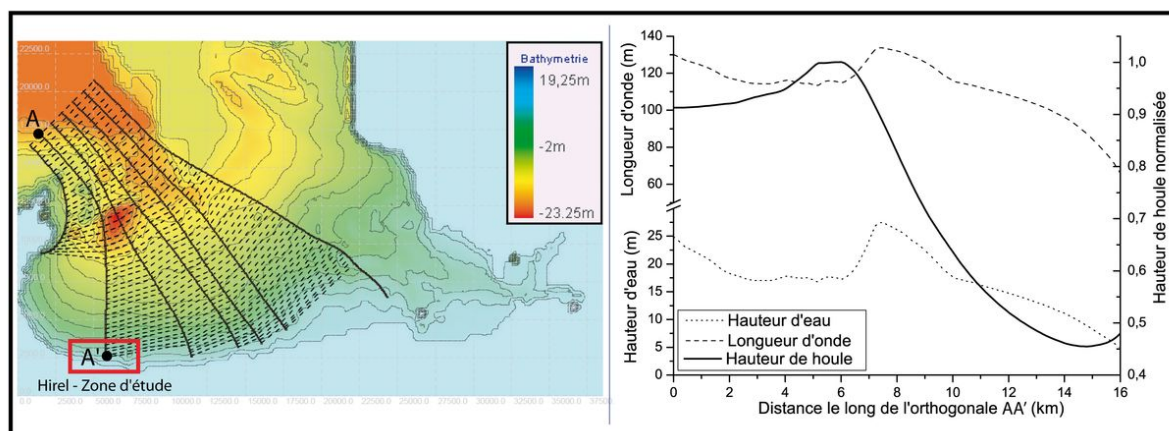 22500.0
20000.0
Bathymetrie
19,25m
-2m
-23.25m
A
A'
Hirel - Zone d'étude
0.0
2500.0
5000.0
7500.0
10000.0
12500.0
15000.0
17500.0
20000.0
22500.0
25000.0
27500.0
30000.0
32500.0
35000.0
37500.
Longueur d'onde (m)
140
120
100
80
60
Hauteur d'eau (m)
25
20
15
10
5
0
Hauteur de houle normalisée
1,0
0,9
0,8
0,7
0,6
0,5
0,4
Hauteur d'eau
Longueur d'onde
Hauteur de houle
0 2 4 6 8 10 12 14 16
Distance le long de l'orthogonale AA' (km)